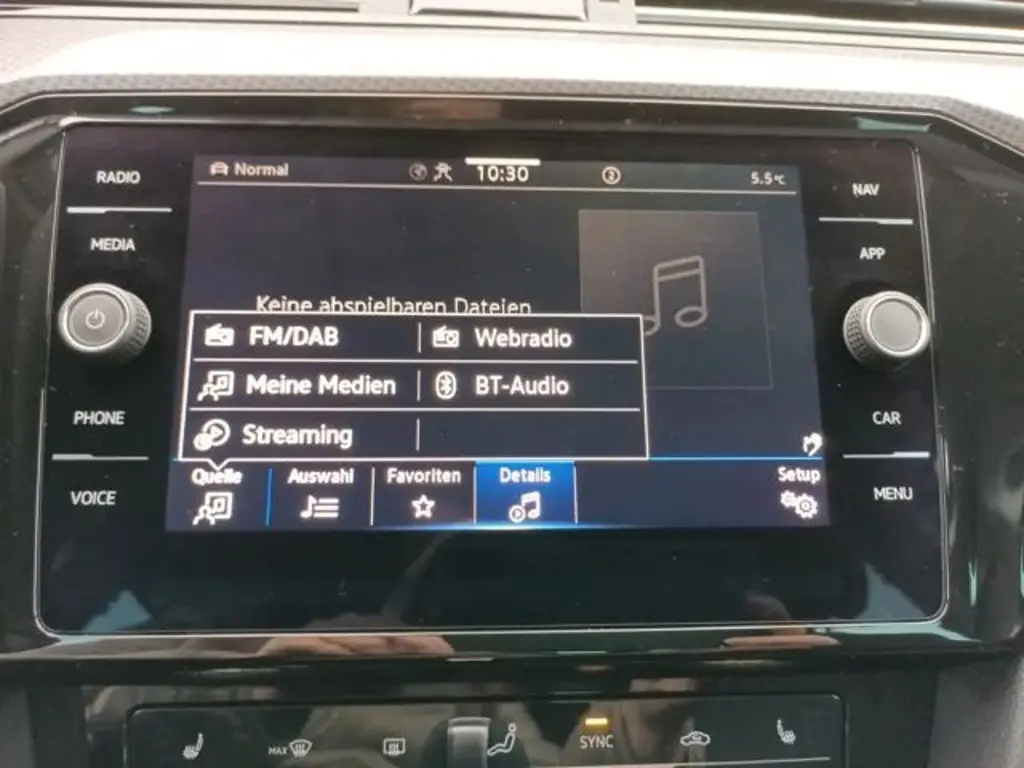 RADIO
MEDIA
PHONE
VOICE
Normal
10:30
2
5.5°C
Keine abspielbaren Dateien
FM/DAB
Webradio
Meine Medien
BT-Audio
Streaming
Quelle
Auswahl
Favoriten
Details
Setup
NAV
APP
CAR
MENU
MAX
SYNC